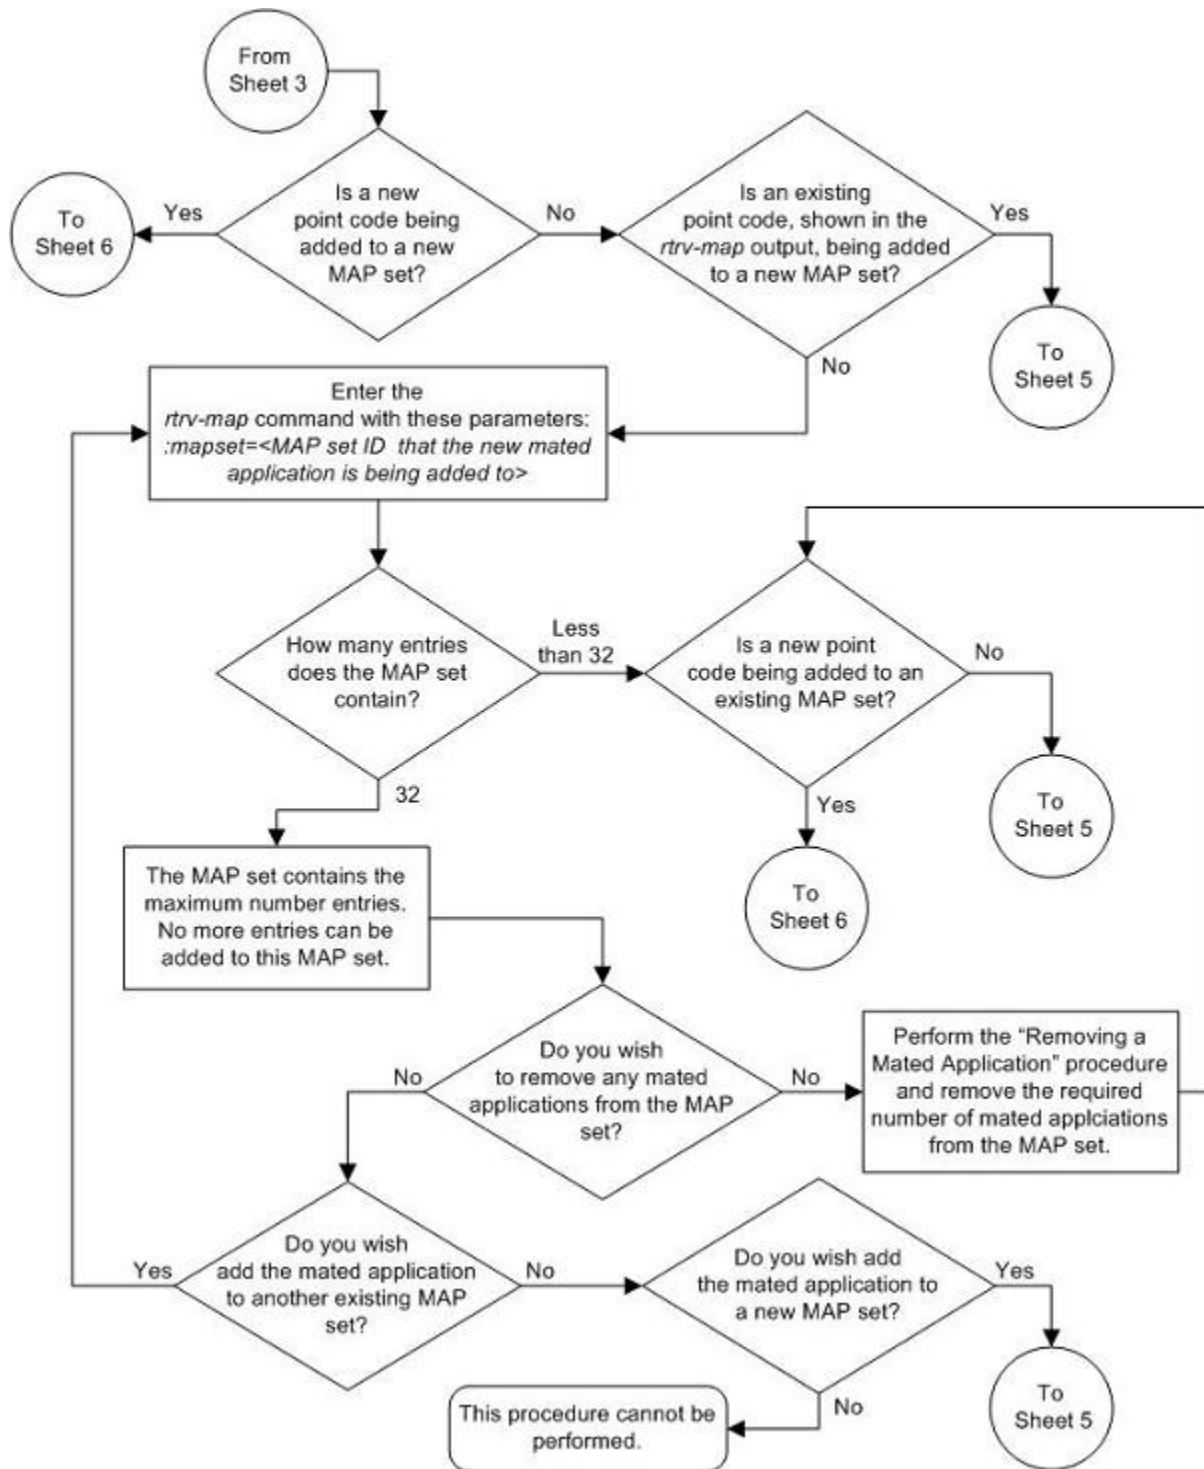 From
Sheet 3
Is a new
point code being
added to a new
MAP set?
Yes
To
Sheet 6
No
Is an existing
point code, shown in the
rtrv-map output, being added
to a new MAP set?
Yes
To
Sheet 5
No
Enter the
rtrv-map command with these parameters:
:mapset=<MAP set ID that the new mated
application is being added to>
How many entries
does the MAP set
contain?
Less
than 32
Is a new point
code being added to an
existing MAP set?
No
To
Sheet 5
Yes
To
Sheet 6
32
The MAP set contains the
maximum number entries.
No more entries can be
added to this MAP set.
Do you wish
to remove any mated
applications from the MAP
set?
No
No
Perform the “Removing a
Mated Application” procedure
and remove the required
number of mated applciations
from the MAP set.
Do you wish
add the mated application
to another existing MAP
set?
Yes
No
Do you wish add
the mated application to
a new MAP set?
Yes
To
Sheet 5
No
This procedure cannot be
performed.